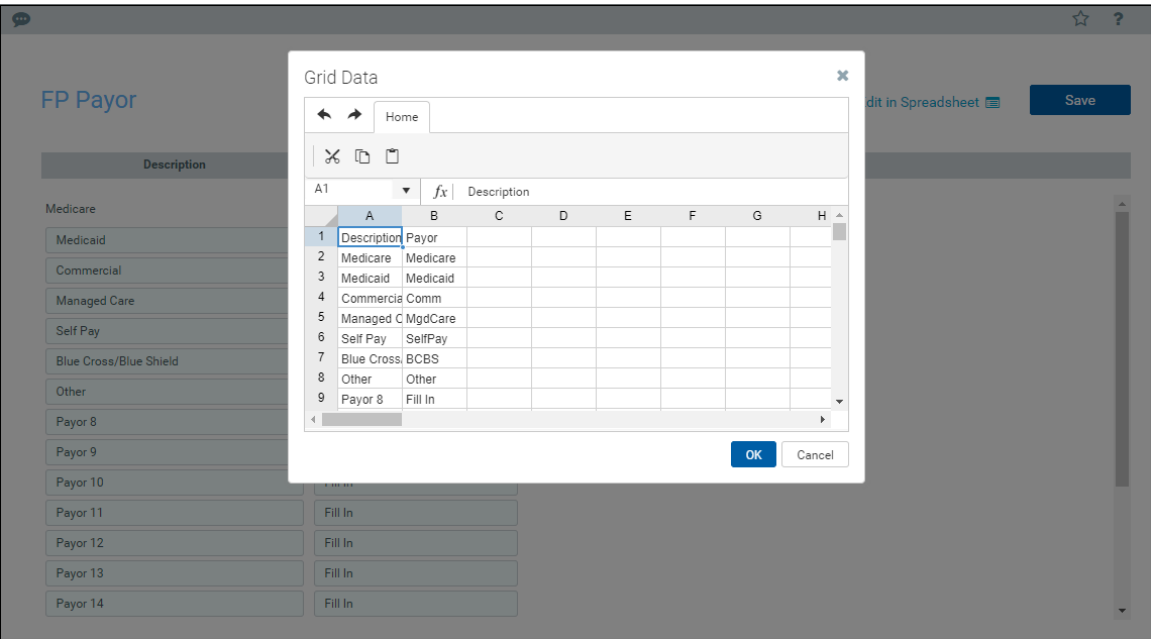 ?
Grid Data
FP Payor
dit in Spreadsheet
Save
Home
Description
A1
fx
Description
A B C D E F G H
1 Description Payor
2 Medicare Medicare
3 Medicaid Medicaid
4 Commercia Comm
5 Managed C MgdCare
6 Self Pay SelfPay
7 Blue Cross/ BCBS
8 Other Other
9 Payor 8 Fill In
OK
Cancel
Medicare
Medicaid
Commercial
Managed Care
Self Pay
Blue Cross/Blue Shield
Other
Payor 8
Payor 9
Payor 10 Fill In
Payor 11 Fill In
Payor 12 Fill In
Payor 13 Fill In
Payor 14 Fill In